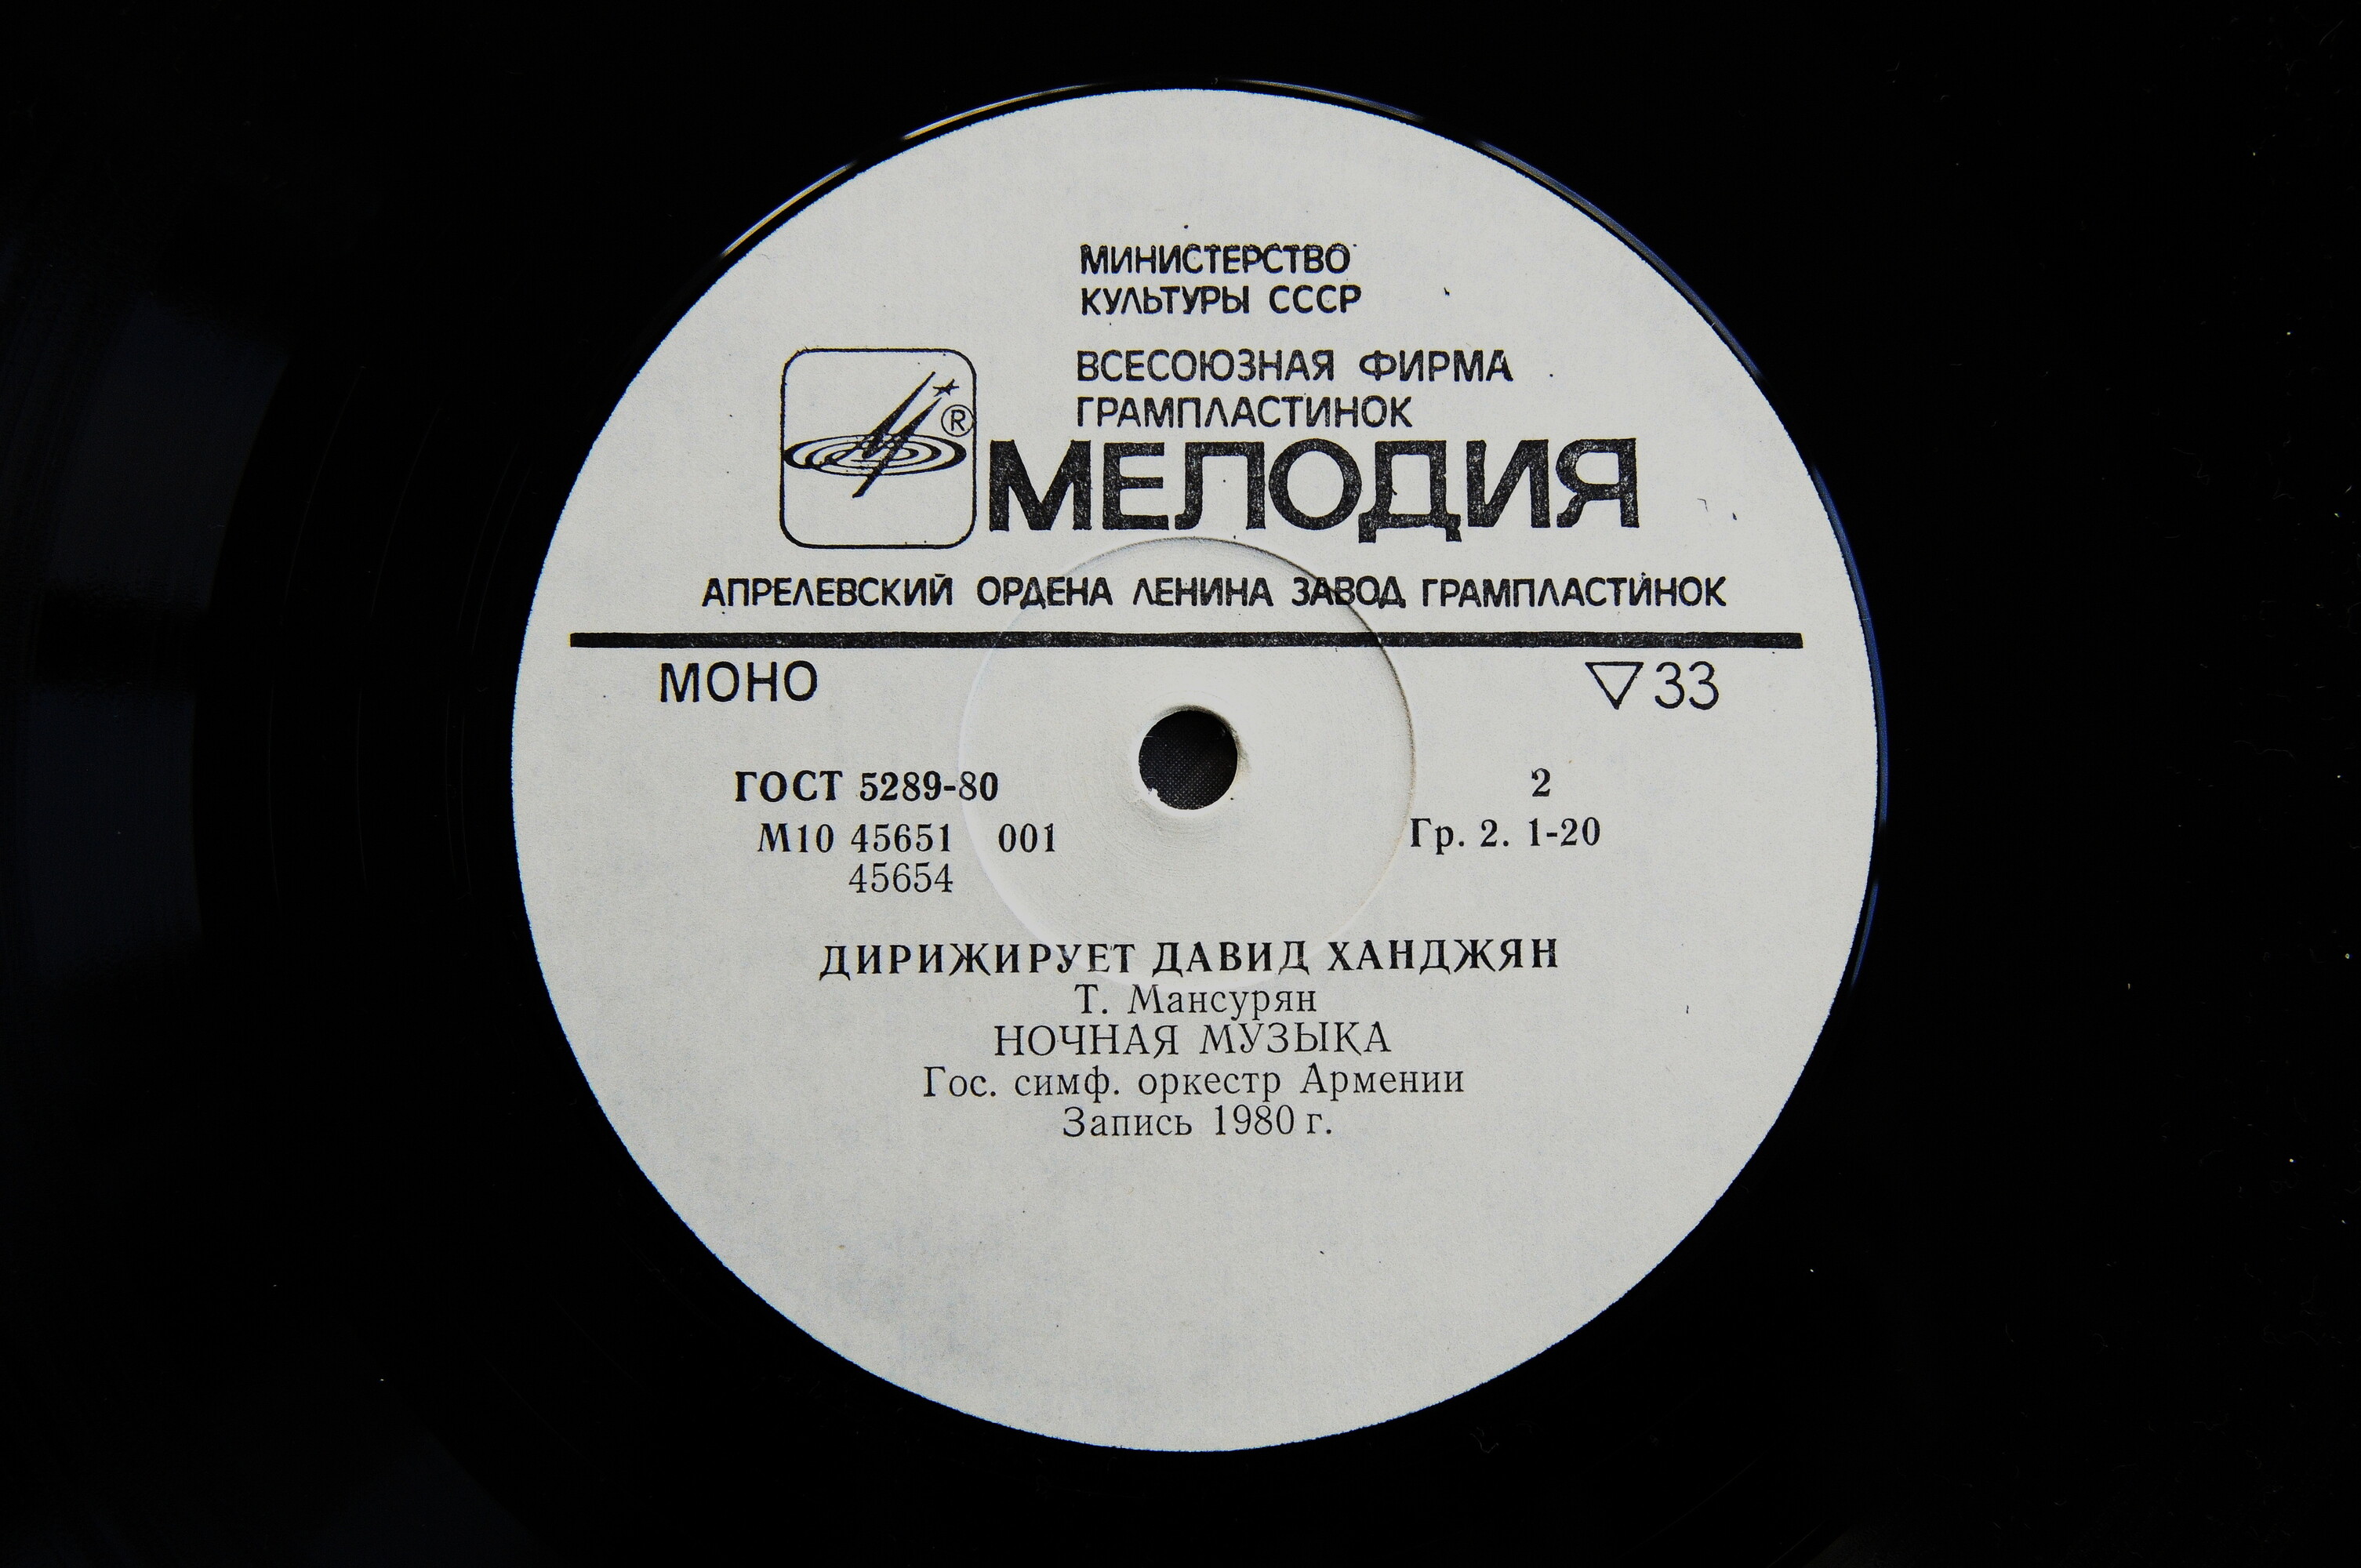 МИНИСТЕРСТВО
КУЛЬТУРЫ СССР
ВСЕСОЮЗНАЯ ФИРМА
ГРАМПЛАСТИНОК
®
МЕЛОДИЯ
АПРЕЛЕВСКИЙ ОРДЕНА ЛЕНИНА ЗАВОД ГРАМПЛАСТИНОК
МОНО ▽33
ГОСТ 5289-80 2
М10 45651 001 Гр. 2. 1-20
45654
ДИРИЖИРУЕТ ДАВИД ХАНДЖЯН
Т. Мансурян
НОЧНАЯ МУЗЫКА
Гос. симф. оркестр Армении
Запись 1980 г.